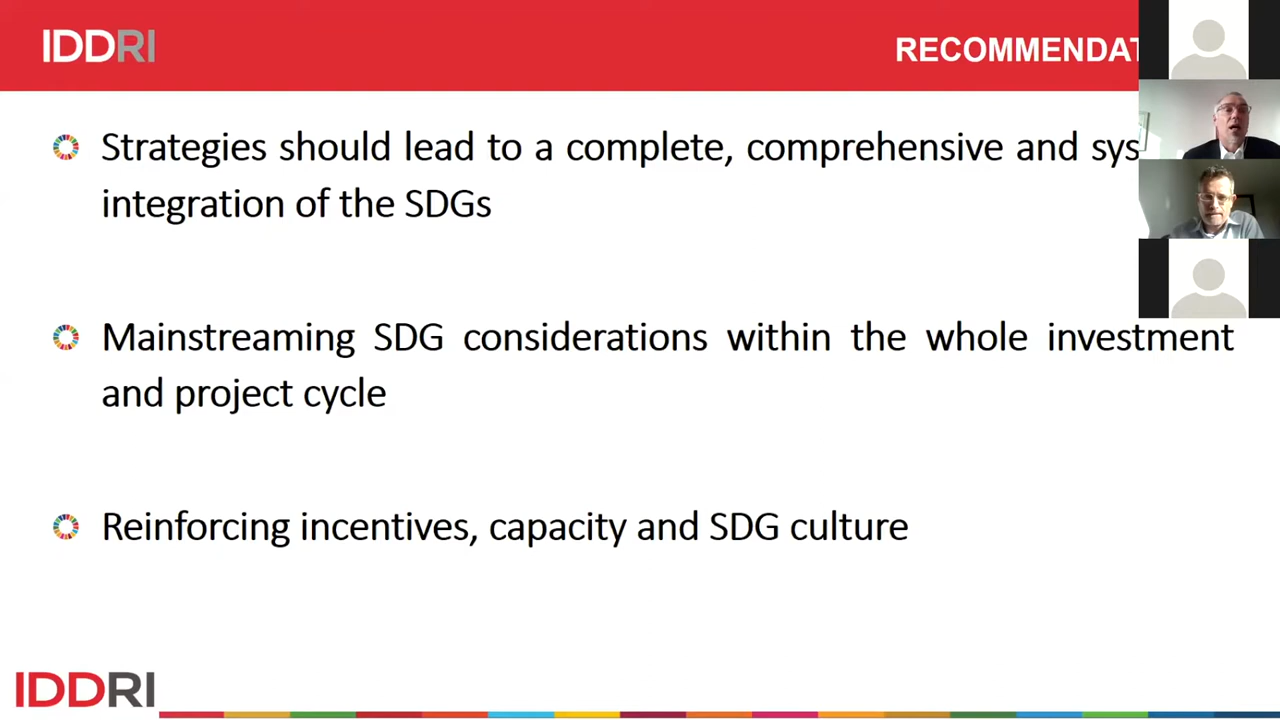 IDDRI
RECOMMENDAT
Strategies should lead to a complete, comprehensive and sys
integration of the SDGs
Mainstreaming SDG considerations within the whole investment
and project cycle
Reinforcing incentives, capacity and SDG culture
IDDRI